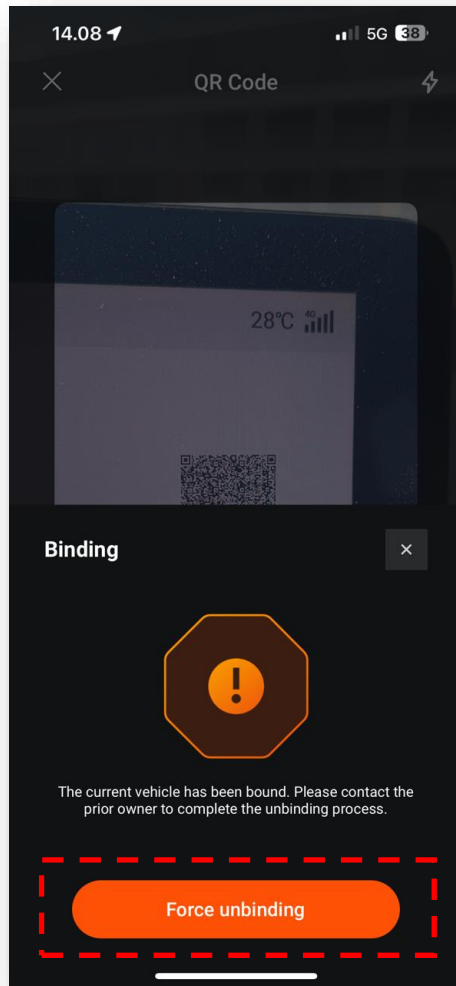 14.08
5G 38
QR Code
28°C 4G
Binding
The current vehicle has been bound. Please contact the
prior owner to complete the unbinding process.
Force unbinding